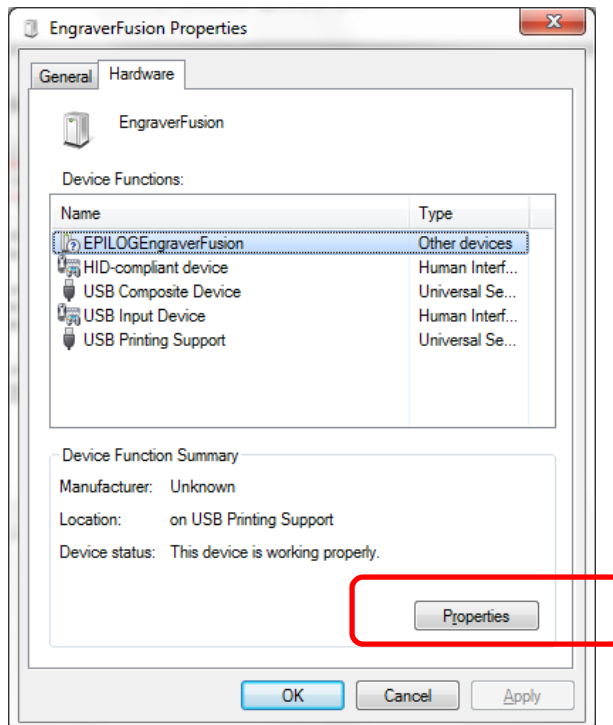 EngraverFusion Properties
General Hardware
EngraverFusion
Device Functions:
Name Type
EPILOGEngraverFusion Other devices
HID-compliant device Human Interf...
USB Composite Device Universal Se...
USB Input Device Human Interf...
USB Printing Support Universal Se...
Device Function Summary
Manufacturer: Unknown
Location: on USB Printing Support
Device status: This device is working properly.
Properties
OK Cancel Apply